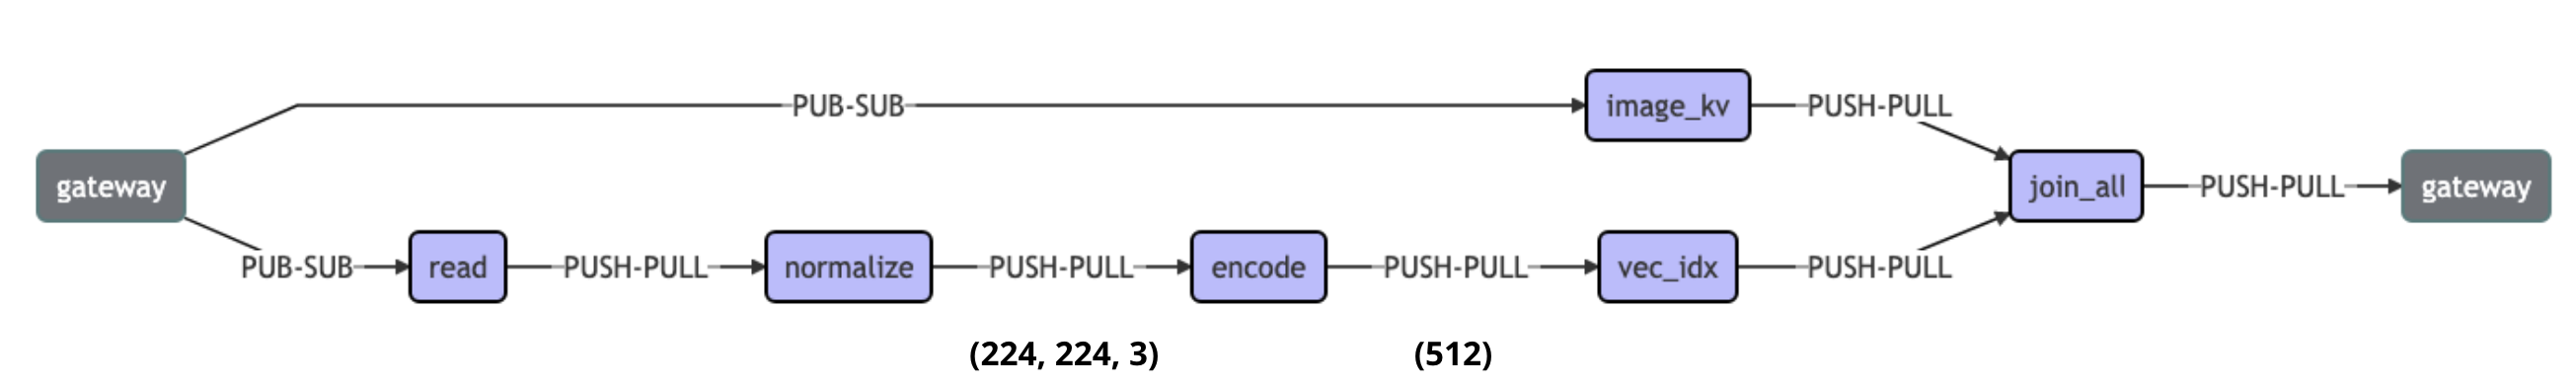 PUB-SUB
image_kv
PUSH-PULL
gateway
join_all
PUSH-PULL
gateway
PUB-SUB
read
PUSH-PULL
normalize
PUSH-PULL
encode
PUSH-PULL
vec_idx
PUSH-PULL
(224, 224, 3)
(512)